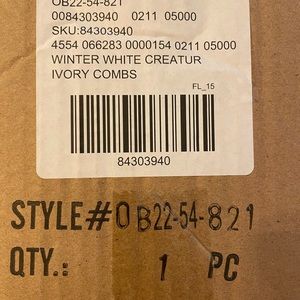 OB22-54-821
0084303940 0211 05000
SKU:84303940
4554 066283 0000154 0211 05000
WINTER WHITE CREATUR
IVORY COMBS
FL_15
84303940
STYLE#OB22-54-821
QTY.: 1 PC